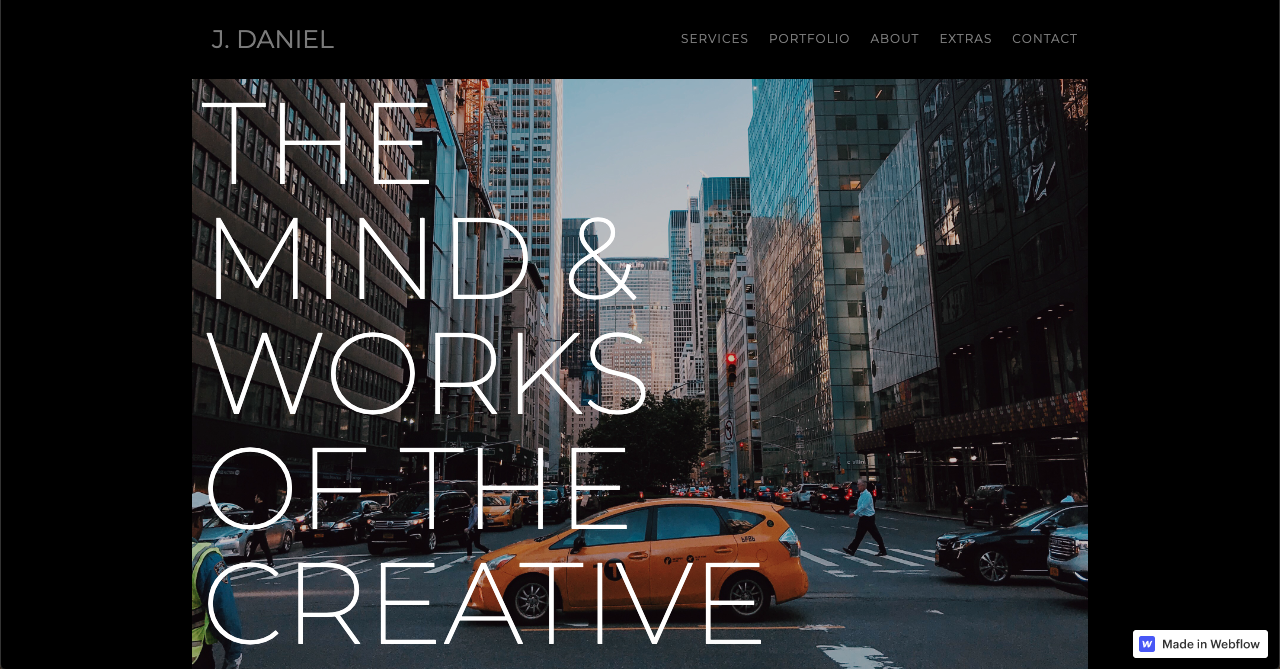 J. DANIEL
SERVICES PORTFOLIO ABOUT EXTRAS CONTACT
THE
MIND &
WORKS
OF THE
CREATIVE
Made in Webflow